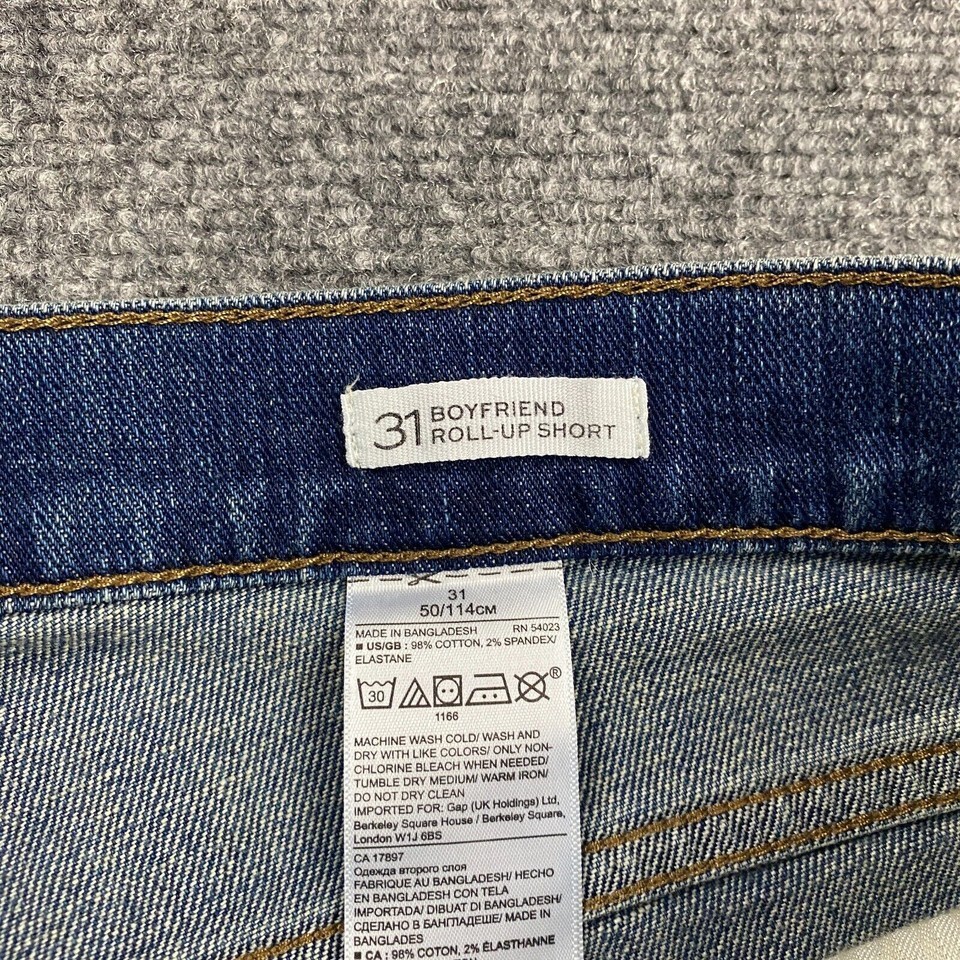 31 BOYFRIEND
ROLL-UP SHORT
31
50/114CM
MADE IN BANGLADESH RN 54023
■ US/GB : 98% COTTON, 2% SPANDEX/
ELASTANE
30
®
1166
MACHINE WASH COLD/ WASH AND
DRY WITH LIKE COLORS/ ONLY NON-
CHLORINE BLEACH WHEN NEEDED/
TUMBLE DRY MEDIUM/ WARM IRON/
DO NOT DRY CLEAN
IMPORTED FOR: Gap (UK Holdings) Ltd,
Berkeley Square House / Berkeley Square,
London W1J 6BS
CA 17897
Одежда второго слоя
FABRIQUE AU BANGLADESH/ HECHO
EN BANGLADESH CON TELA
IMPORTADA/ DIBUAT DI BANGLADESH/
СДЕЛАНО В БАНГЛАДЕШЕ/ MADE IN
BANGLADES
■ CA : 98% COTTON, 2% ÉLASTHANNE